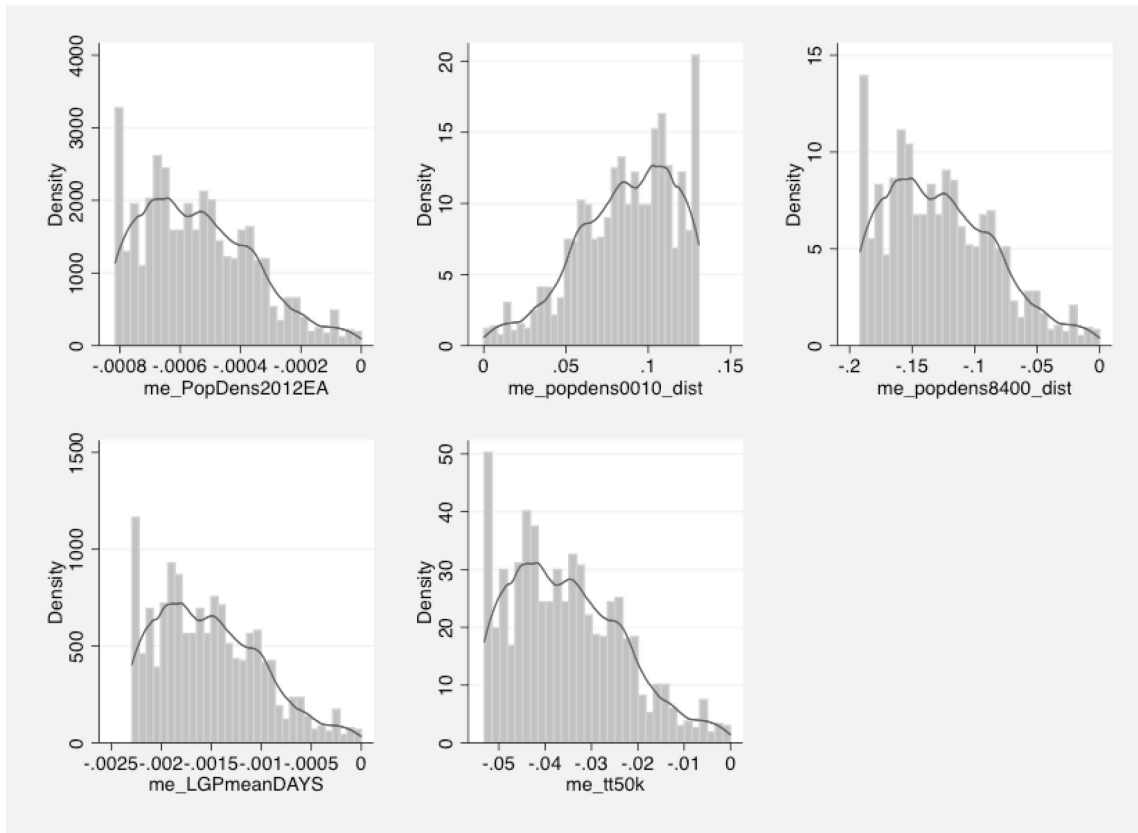 4000
3000
2000
1000
0
Density
-.0008 -.0006 -.0004 -.0002 0
me_PopDens2012EA
20
15
10
5
0
Density
0 .05 .1 .15
me_popdens0010_dist
15
10
5
0
Density
-.2 -.15 -.1 -.05 0
me_popdens8400_dist
1500
1000
500
0
Density
-.0025 -.002 -.0015 -.001 -.0005 0
me_LGPmeanDAYS
50
40
30
20
10
0
Density
-.05 -.04 -.03 -.02 -.01 0
me_tt50k